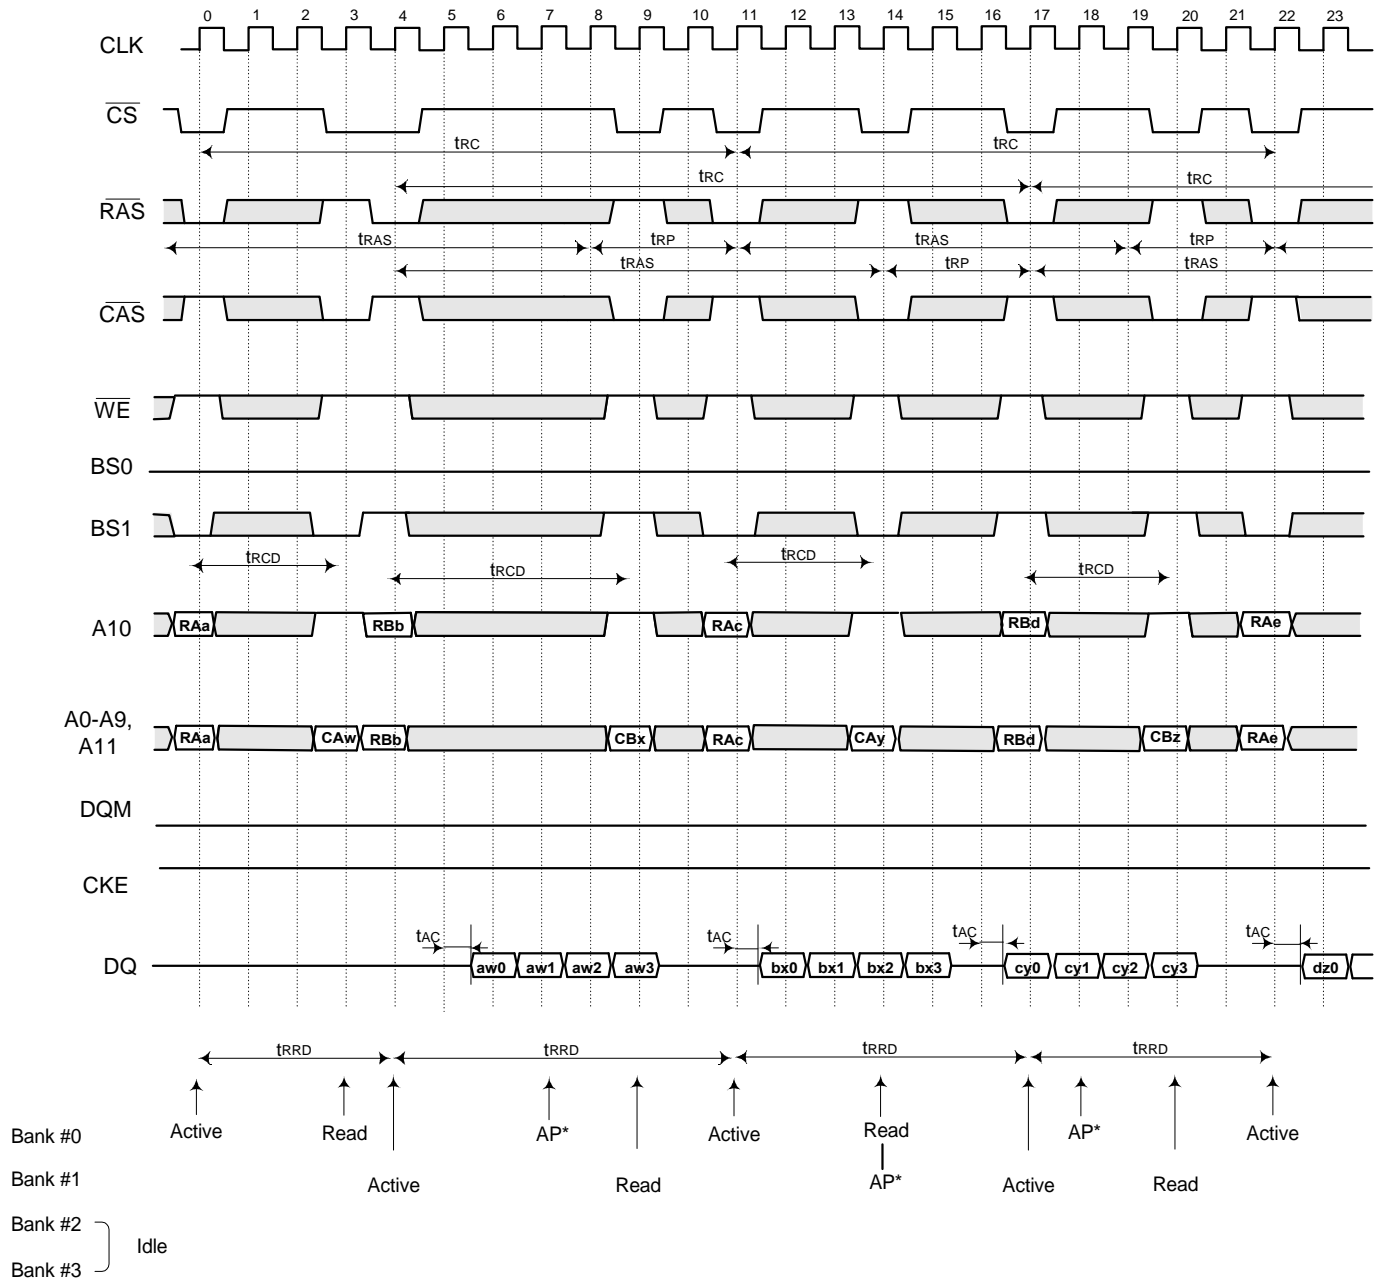 0 1 2 3 4 5 6 7 8 9 10 11 12 13 14 15 16 17 18 19 20 21 22 23
CLK
CS
tRC tRC
tRC tRC
RAS
tRAS tRP tRAS tRP
tRAS tRP tRAS
CAS
WE
BS0
BS1
tRCD tRCD tRCD tRCD
A10 RAa RBb RAc RBd RAe
A0-A9,
A11 RAa CAw RBb CBx RAc CAy RBd CBz RAe
DQM
CKE
tAC tAC tAC tAC
DQ aw0 aw1 aw2 aw3 bx0 bx1 bx2 bx3 cy0 cy1 cy2 cy3 dz0
tRRD tRRD tRRD tRRD
Bank #0 Active Read AP* Active Read AP* Active
Bank #1 Active Read AP* Active Read
Bank #2
Idle
Bank #3